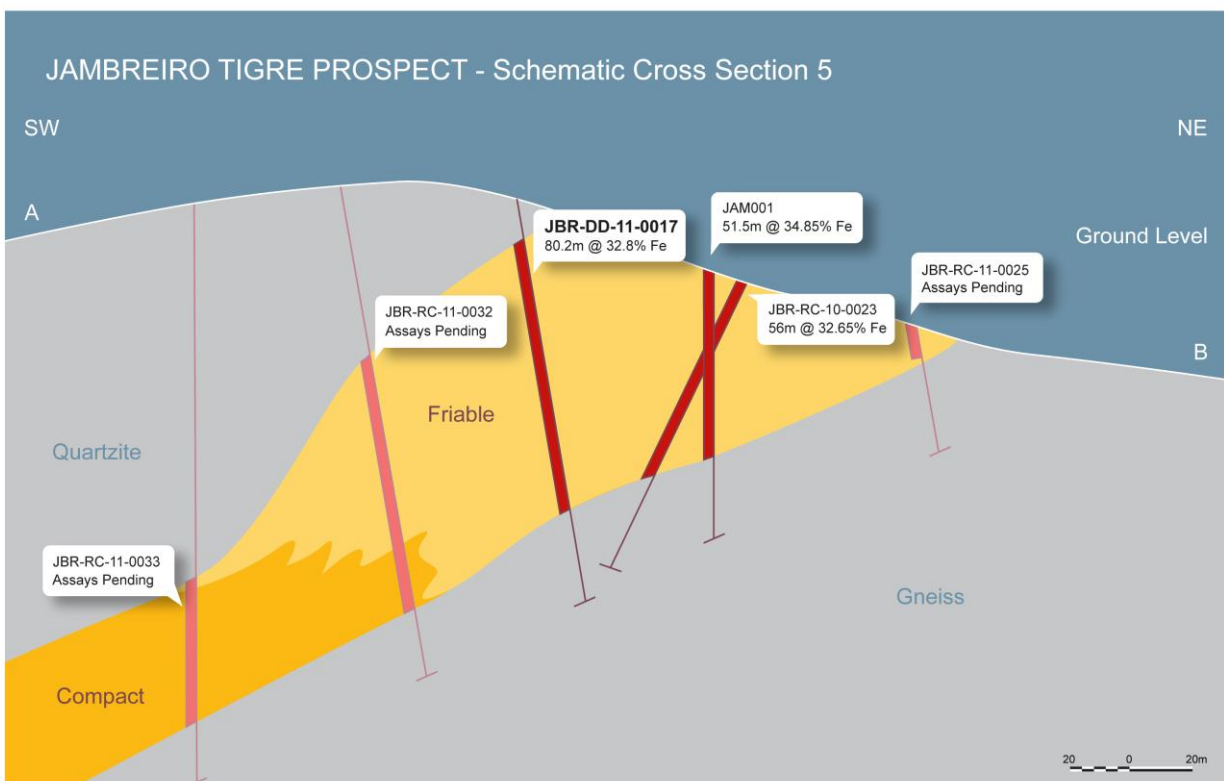 JAMBREIRO TIGRE PROSPECT - Schematic Cross Section 5
SW
NE
A
JBR-DD-11-0017
80.2m @ 32.8% Fe
JAM001
51.5m @ 34.85% Fe
Ground Level
JBR-RC-11-0025
Assays Pending
JBR-RC-11-0032
Assays Pending
JBR-RC-10-0023
56m @ 32.65% Fe
B
Friable
Quartzite
JBR-RC-11-0033
Assays Pending
Gneiss
Compact
20 0 20m